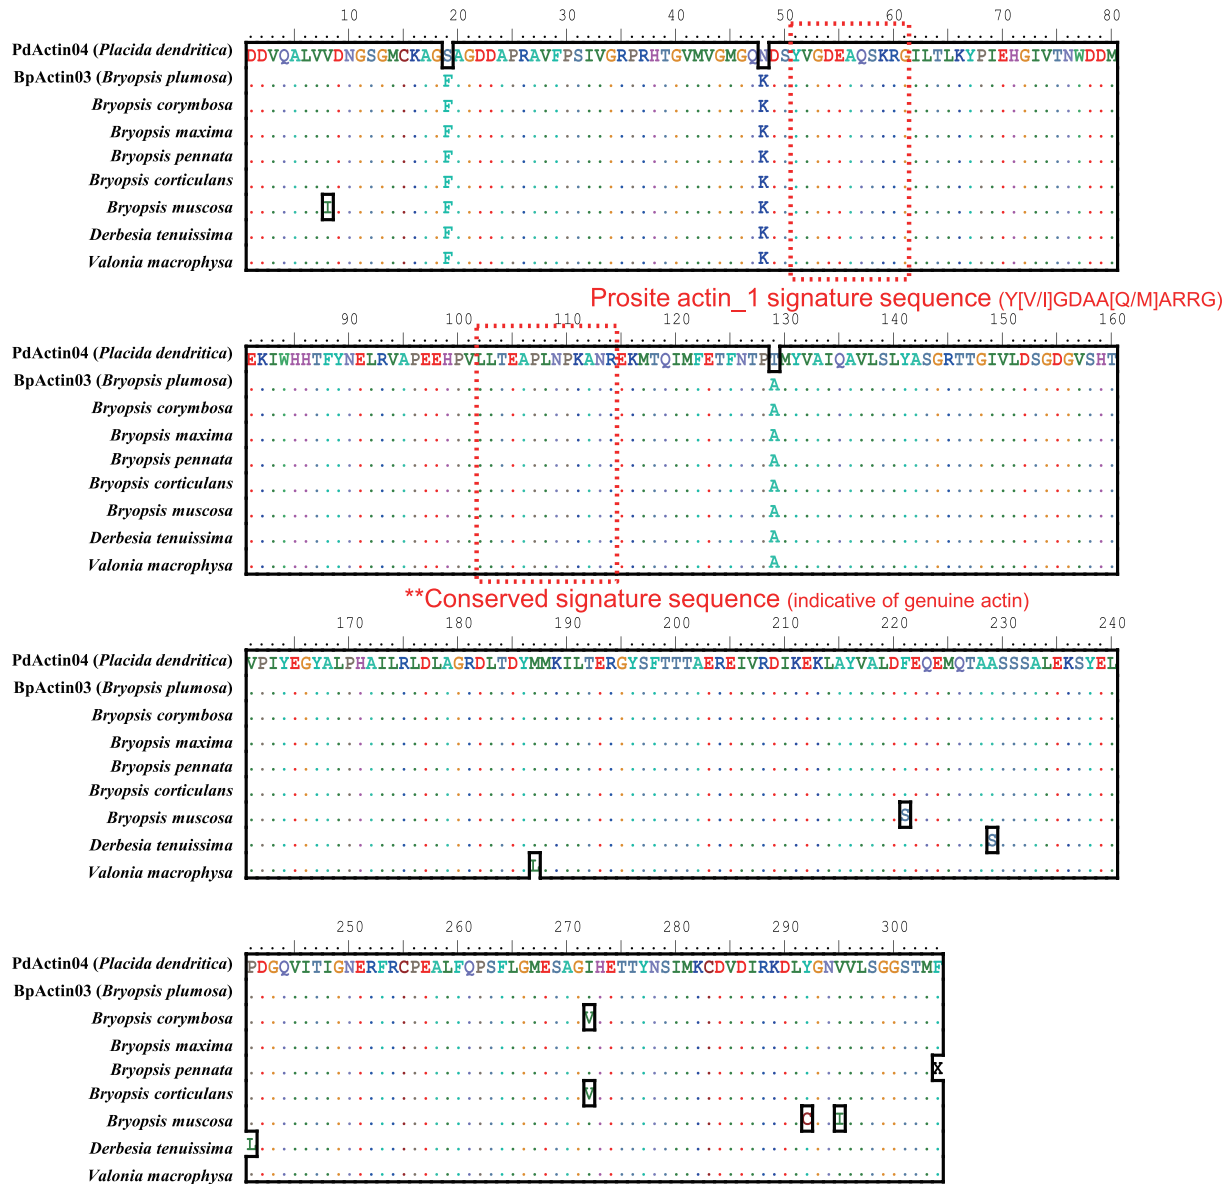 10 20 30 40 50 60 70 80
PdActin04 (Placida dendritica) DDVQALVVDNGSGMCKAGSAGDDAPRAVFPSIVGRPRHTGVMVGMGQNDSYVGDEAQSKRGILTLKYPIEHGIVTNWDDM
BpActin03 (Bryopsis plumosa) F K
Bryopsis corymbosa F K
Bryopsis maxima F K
Bryopsis pennata F K
Bryopsis corticulans F K
Bryopsis muscosa I F K
Derbesia tenuissima F K
Valonia macrophysa F K
Prosite actin_1 signature sequence (Y[V/I]GDAA[Q/M]ARRG)
90 100 110 120 130 140 150 160
PdActin04 (Placida dendritica) EKIWHHTFYNELRVAPEEHPVLLTEAPLNPKANREKMTQIMFETFNTPTMYVAIQAVLSLYASGRTTGIVLDSGDGVSHT
BpActin03 (Bryopsis plumosa) A
Bryopsis corymbosa A
Bryopsis maxima A
Bryopsis pennata A
Bryopsis corticulans A
Bryopsis muscosa A
Derbesia tenuissima A
Valonia macrophysa A
**Conserved signature sequence (indicative of genuine actin)
170 180 190 200 210 220 230 240
PdActin04 (Placida dendritica) VPIYEGYALPHAILRLDLAGRDLTDYMMKILTERGYSFTTTAEREIVRDIKEKLAYVALDFEQEMQTAASSSALEKSYEL
BpActin03 (Bryopsis plumosa)
Bryopsis corymbosa
Bryopsis maxima
Bryopsis pennata
Bryopsis corticulans
Bryopsis muscosa S
Derbesia tenuissima S
Valonia macrophysa L
250 260 270 280 290 300
PdActin04 (Placida dendritica) PDGQVITIGNERFRCPEALFQPSFLGMESAGIHETTYNSIMKCDVDIRKDLYGNVVLSGGSTMF
BpActin03 (Bryopsis plumosa)
Bryopsis corymbosa V
Bryopsis maxima
Bryopsis pennata X
Bryopsis corticulans V
Bryopsis muscosa C I
Derbesia tenuissima L
Valonia macrophysa